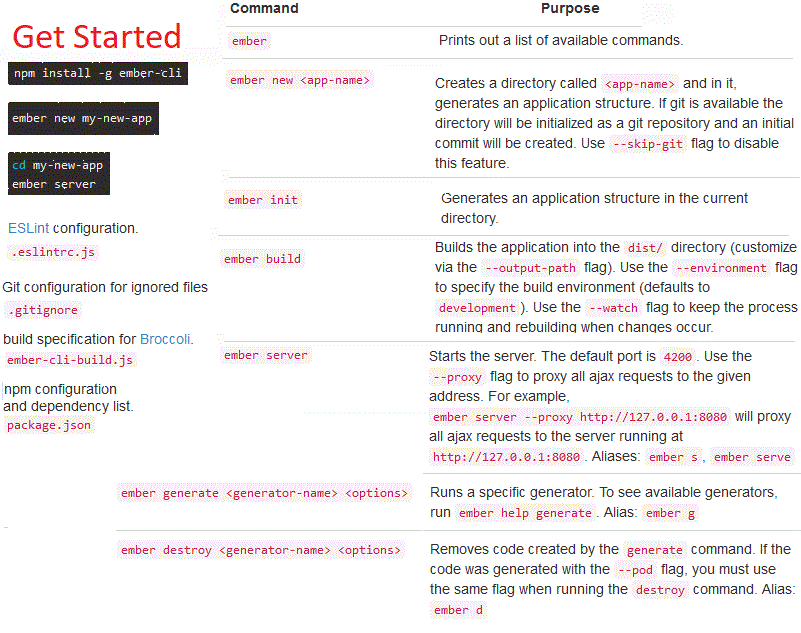 Get Started
npm install -g ember-cli
ember new my-new-app
cd my-new-app
ember server
ESLint configuration.
.eslintrc.js
Git configuration for ignored files
.gitignore
build specification for Broccoli.
ember-cli-build.js
npm configuration
and dependency list.
package.json
Command
Purpose
ember
Prints out a list of available commands.
ember new <app-name>
Creates a directory called <app-name> and in it,
generates an application structure. If git is available the
directory will be initialized as a git repository and an initial
commit will be created. Use --skip-git flag to disable
this feature.
ember init
Generates an application structure in the current
directory.
ember build
Builds the application into the dist/ directory (customize
via the --output-path flag). Use the --environment flag
to specify the build environment (defaults to
development). Use the --watch flag to keep the process
running and rebuilding when changes occur.
ember server
Starts the server. The default port is 4200. Use the
--proxy flag to proxy all ajax requests to the given
address. For example,
ember server --proxy http://127.0.0.1:8080 will proxy
all ajax requests to the server running at
http://127.0.0.1:8080. Aliases: ember s, ember serve
ember generate <generator-name> <options>
Runs a specific generator. To see available generators,
run ember help generate. Alias: ember g
ember destroy <generator-name> <options>
Removes code created by the generate command. If the
code was generated with the --pod flag, you must use
the same flag when running the destroy command. Alias:
ember d